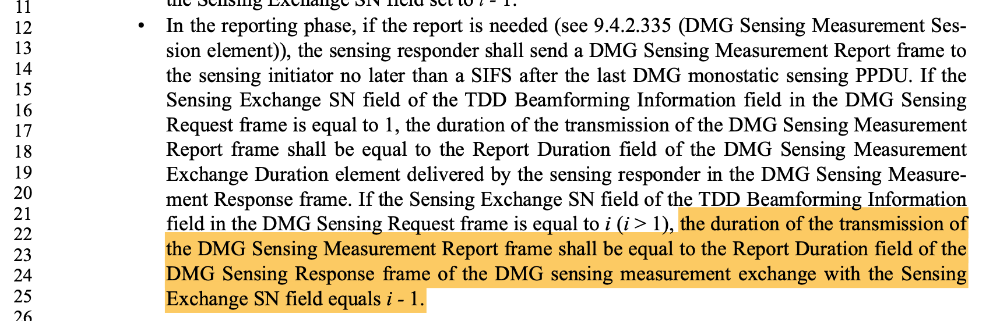 11 the Sensing Exchange SN field set to i - 1.
12 • In the reporting phase, if the report is needed (see 9.4.2.335 (DMG Sensing Measurement Ses-
13 sion element)), the sensing responder shall send a DMG Sensing Measurement Report frame to
14 the sensing initiator no later than a SIFS after the last DMG monostatic sensing PPDU. If the
15 Sensing Exchange SN field of the TDD Beamforming Information field in the DMG Sensing
16 Request frame is equal to 1, the duration of the transmission of the DMG Sensing Measurement
17 Report frame shall be equal to the Report Duration field of the DMG Sensing Measurement
18 Exchange Duration element delivered by the sensing responder in the DMG Sensing Measure-
19 ment Response frame. If the Sensing Exchange SN field of the TDD Beamforming Information
20 field in the DMG Sensing Request frame is equal to i (i > 1), the duration of the transmission of
21 the DMG Sensing Measurement Report frame shall be equal to the Report Duration field of the
22 DMG Sensing Response frame of the DMG sensing measurement exchange with the Sensing
23 Exchange SN field equals i - 1.
24
25
26